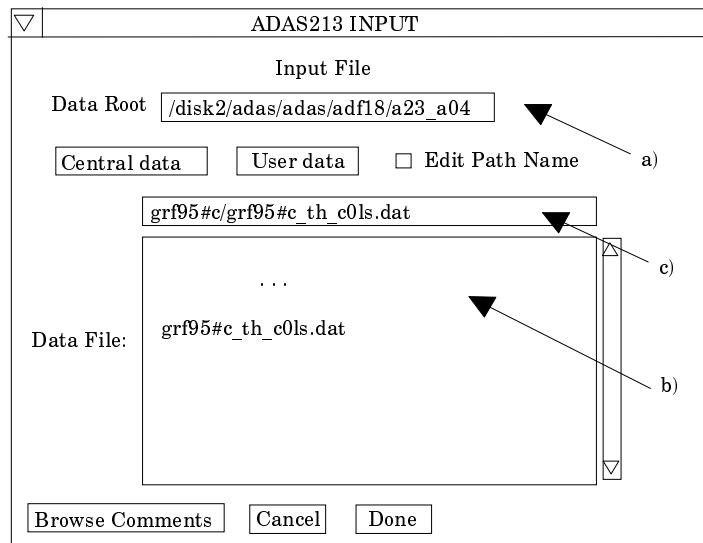 ADAS213 INPUT
Input File
Data Root /disk2/adas/adas/adf18/a23_a04
Central data User data Edit Path Name a)
grf95#c/grf95#c_th_c0ls.dat
c)
. . .
grf95#c_th_c0ls.dat
Data File:
b)
Browse Comments Cancel Done